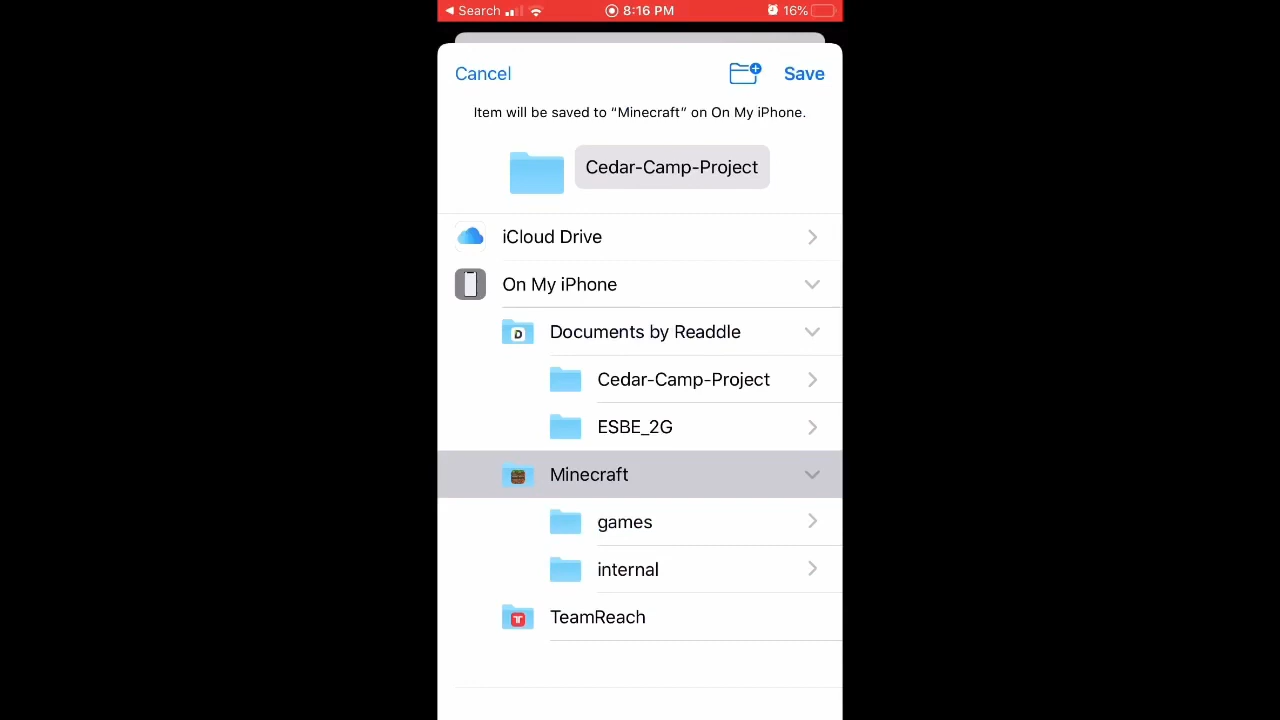 Search 8:16 PM 16%
Cancel Save
Item will be saved to “Minecraft” on On My iPhone.
Cedar-Camp-Project
iCloud Drive
On My iPhone
D Documents by Readdle
Cedar-Camp-Project
ESBE_2G
Minecraft
games
internal
T TeamReach